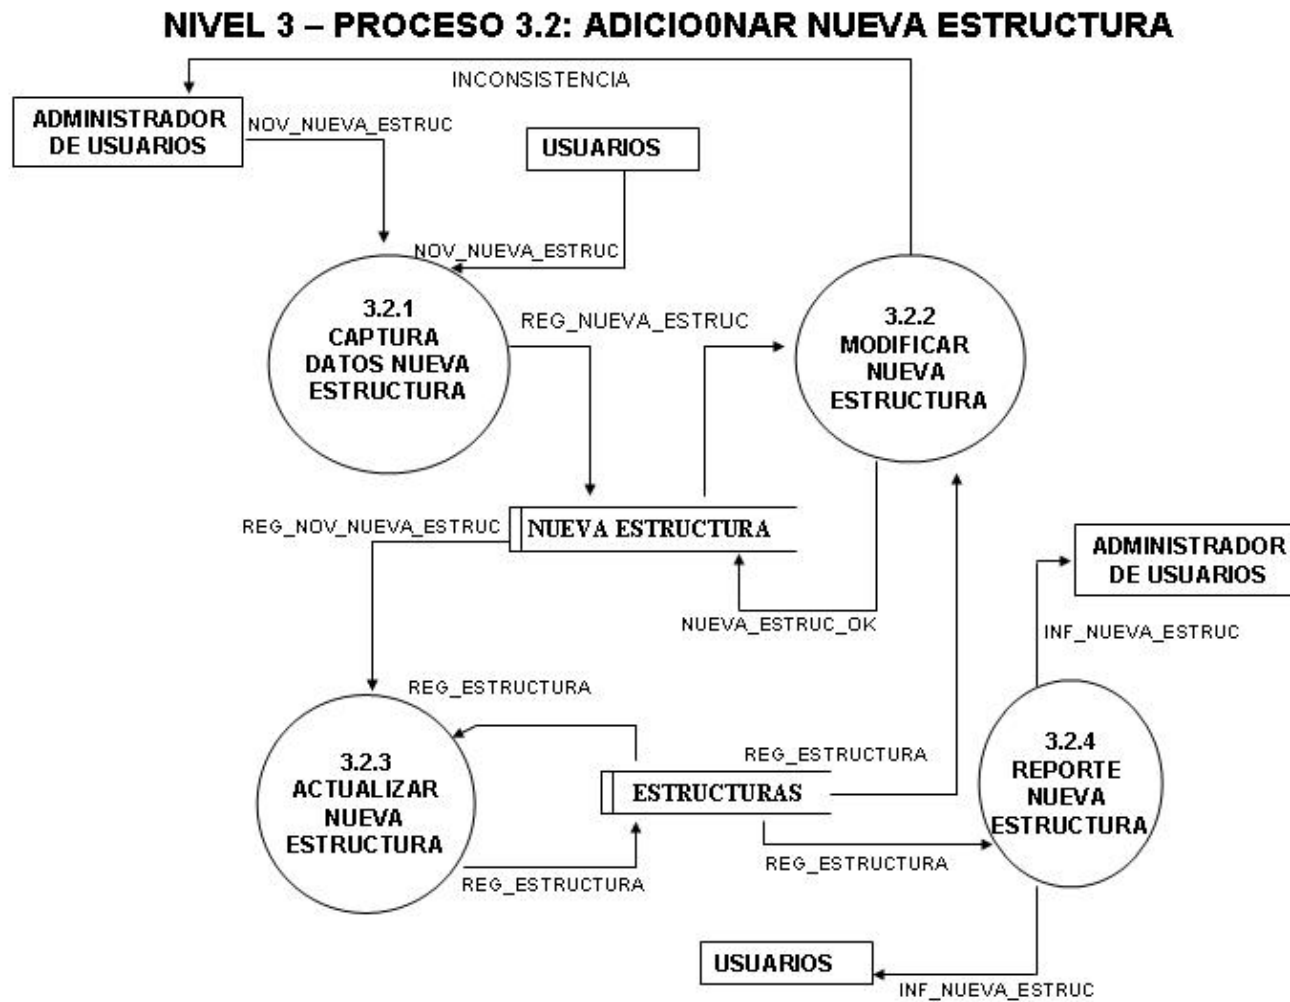 NIVEL 3 – PROCESO 3.2: ADICIO0NAR NUEVA ESTRUCTURA
INCONSISTENCIA
ADMINISTRADOR
DE USUARIOS
NOV_NUEVA_ESTRUC
USUARIOS
NOV_NUEVA_ESTRUC
3.2.1
CAPTURA
DATOS NUEVA
ESTRUCTURA
REG_NUEVA_ESTRUC
3.2.2
MODIFICAR
NUEVA
ESTRUCTURA
REG_NOV_NUEVA_ESTRUC
NUEVA ESTRUCTURA
ADMINISTRADOR
DE USUARIOS
NUEVA_ESTRUC_OK
INF_NUEVA_ESTRUC
REG_ESTRUCTURA
3.2.3
ACTUALIZAR
NUEVA
ESTRUCTURA
REG_ESTRUCTURA
ESTRUCTURAS
3.2.4
REPORTE
NUEVA
ESTRUCTURA
REG_ESTRUCTURA
REG_ESTRUCTURA
USUARIOS
INF_NUEVA_ESTRUC